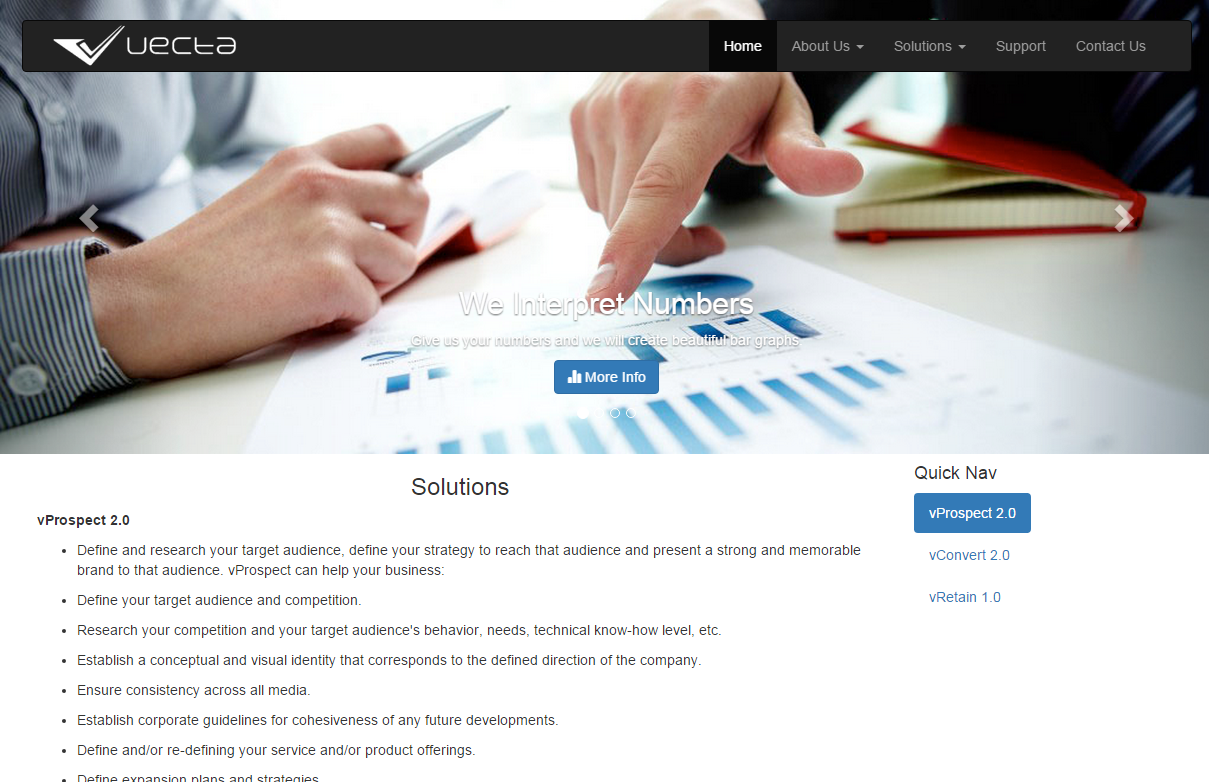 vecta
Home
About Us
Solutions
Support
Contact Us
We Interpret Numbers
Give us your numbers and we will create beautiful bar graphs
More Info
Solutions
vProspect 2.0
Define and research your target audience, define your strategy to reach that audience and present a strong and memorable
brand to that audience. vProspect can help your business:
Define your target audience and competition.
Research your competition and your target audience's behavior, needs, technical know-how level, etc.
Establish a conceptual and visual identity that corresponds to the defined direction of the company.
Ensure consistency across all media.
Establish corporate guidelines for cohesiveness of any future developments.
Define and/or re-defining your service and/or product offerings.
Define expansion plans and strategies
Quick Nav
vProspect 2.0
vConvert 2.0
vRetain 1.0